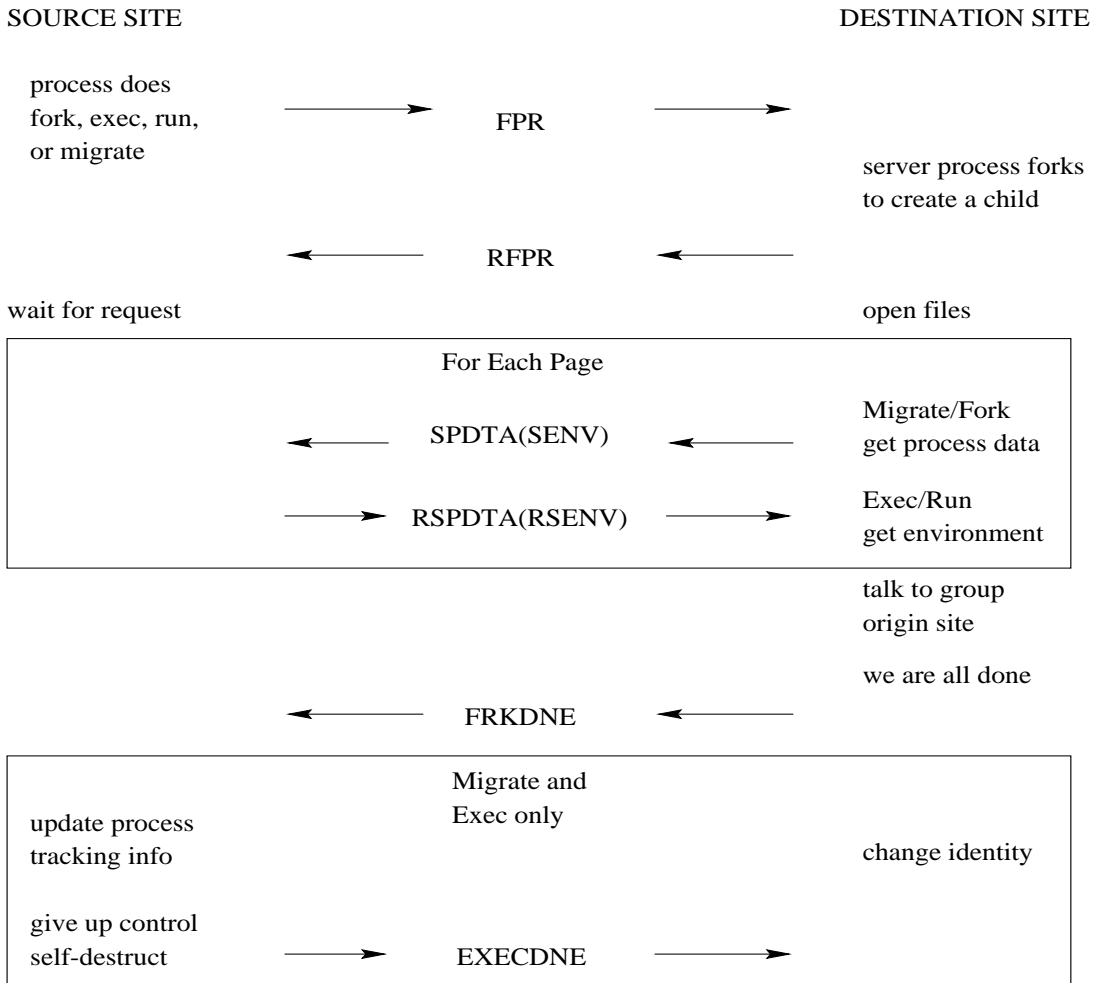 SOURCE SITE
DESTINATION SITE
process does
fork, exec, run,
or migrate
FPR
server process forks
to create a child
RFPR
wait for request
open files
For Each Page
Migrate/Fork
get process data
SPDTA(SENV)
Exec/Run
get environment
RSPDTA(RSENV)
talk to group
origin site
we are all done
FRKDNE
Migrate and
Exec only
update process
tracking info
change identity
give up control
self-destruct
EXECDNE